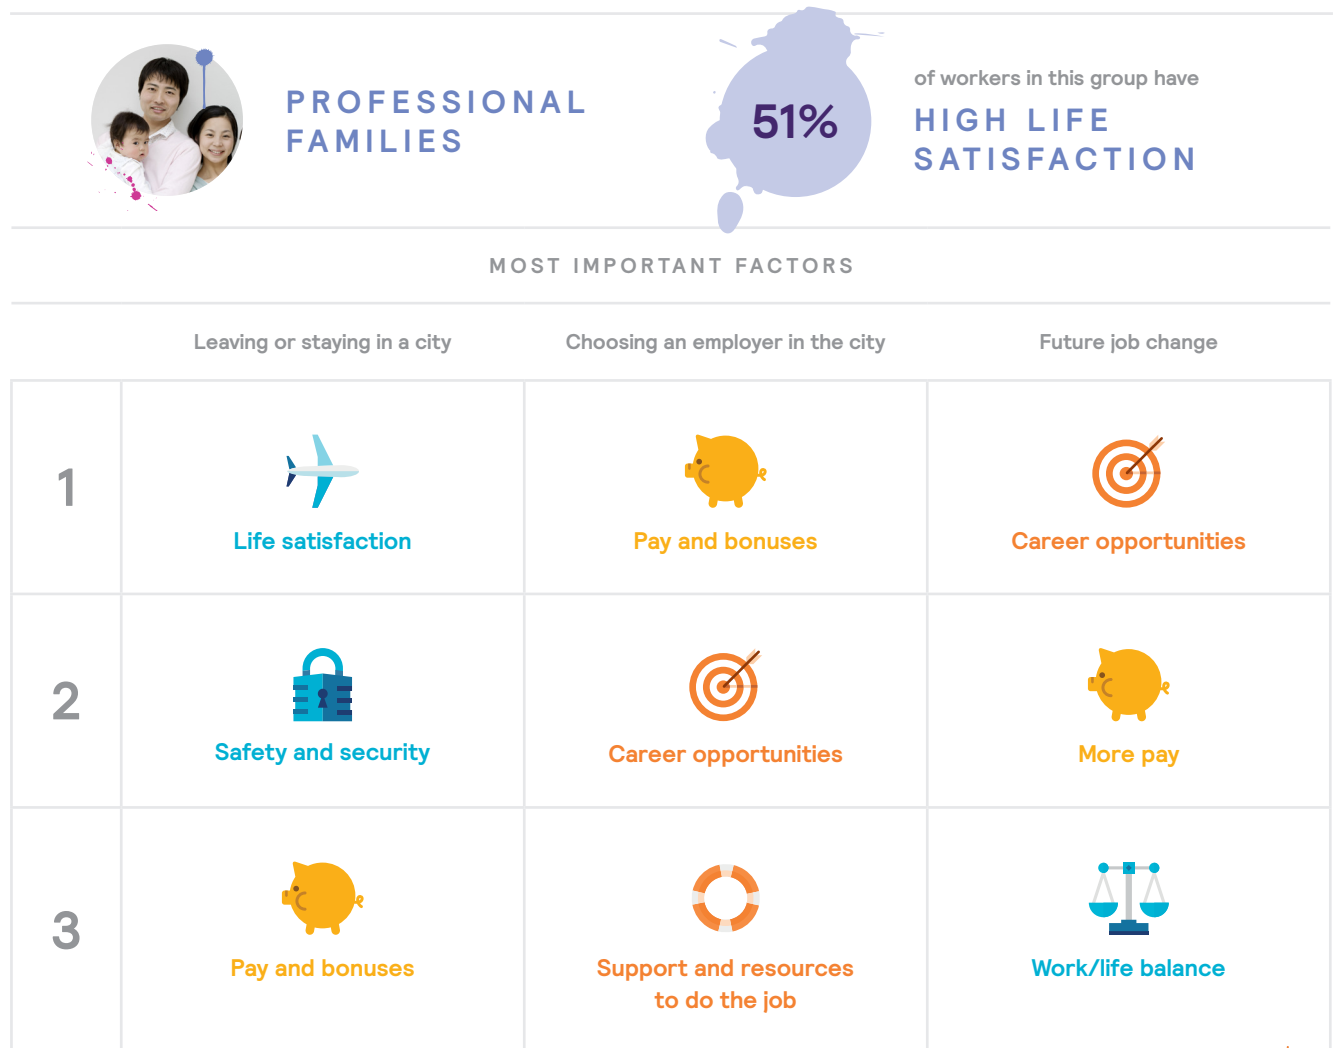 PROFESSIONAL
FAMILIES
51%
of workers in this group have
HIGH LIFE
SATISFACTION
MOST IMPORTANT FACTORS
Leaving or staying in a city
Choosing an employer in the city
Future job change
1
Life satisfaction
Pay and bonuses
Career opportunities
2
Safety and security
Career opportunities
More pay
3
Pay and bonuses
Support and resources
to do the job
Work/life balance